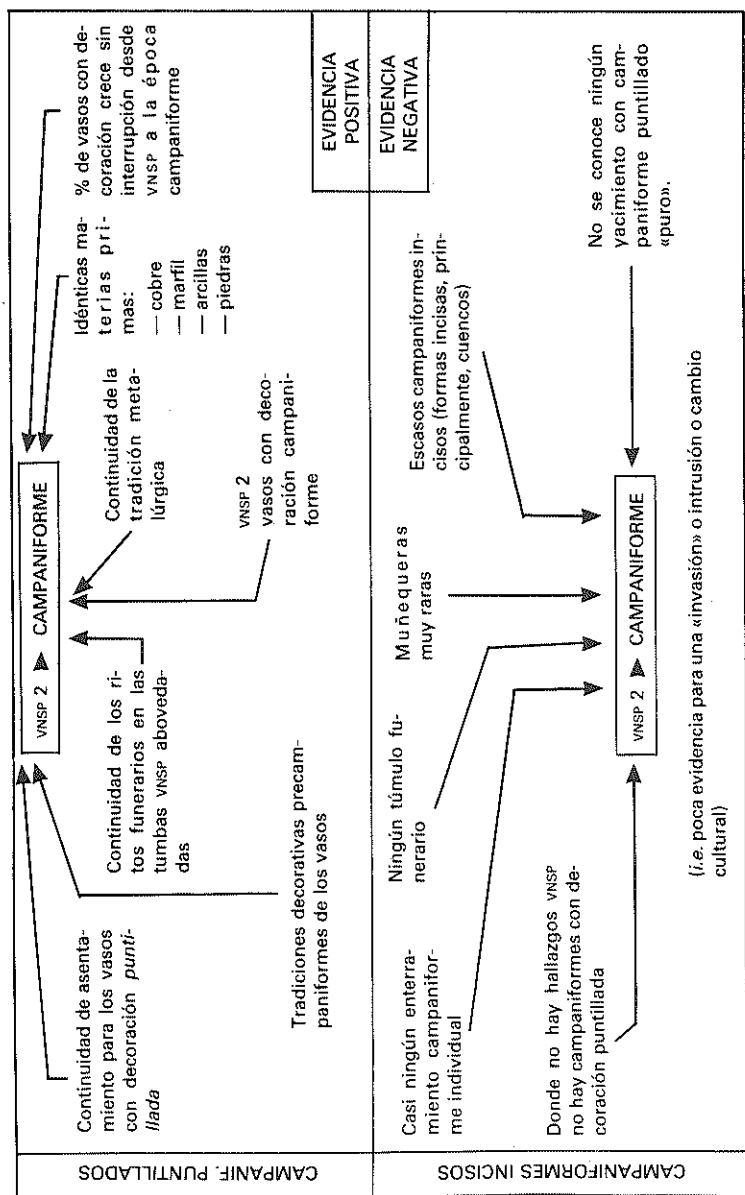 CAMPANIF. PUNTILLADOS
Continuidad de asenta-
miento para los vasos
con decoración punti-
llada
Tradiciones decorativas precam-
paniformes de los vasos
Continuidad de los ri-
tos funerarios en las
tumbas VNSP aboveda-
das
VNSP 2 ► CAMPANIFORME
Continuidad de la
tradición meta-
lúrgica
VNSP 2
vasos con deco-
ración campani-
forme
Idénticas ma-
terias pri-
mas:
— cobre
— marfil
— arcillas
— piedras
% de vasos con de-
coración crece sin
interrupción desde
VNSP a la época
campaniforme
EVIDENCIA
POSITIVA
EVIDENCIA
NEGATIVA
CAMPANIFORMES INCISOS
Casi ningún enterra-
miento campanifor-
me individual
Donde no hay hallazgos VNSP
no hay campaniformes con de-
coración puntillada
Ningún túmulo fu-
nerario
Muñequeras
muy raras
Escasos campaniformes in-
cisos (formas incisas, prin-
cipalmente, cuencos)
VNSP 2 ► CAMPANIFORME
No se conoce ningún
yacimiento con cam-
paniforme puntillado
«puro».
(i.e. poca evidencia para una «invasión» o intrusión o cambio
cultural)